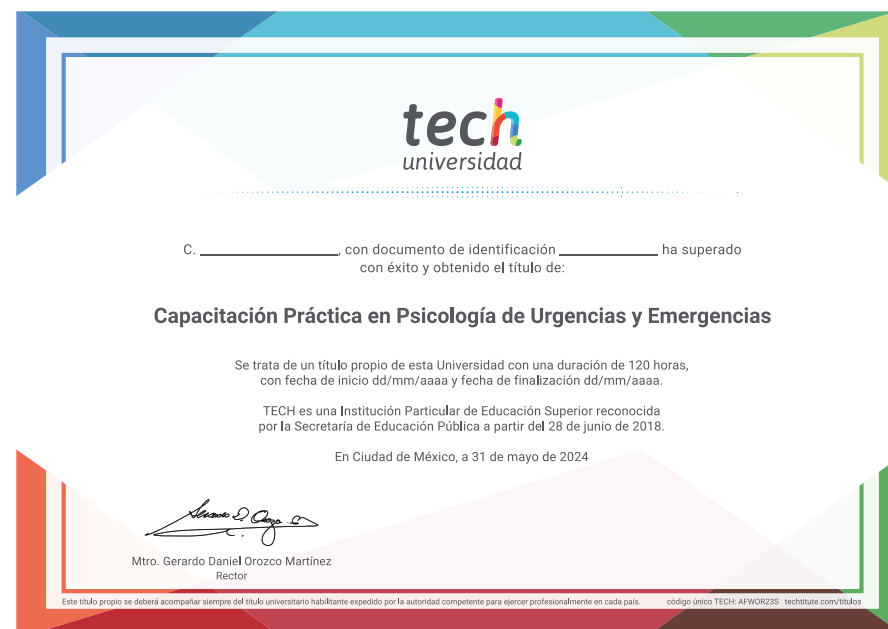 tech
universidad
C. ____________________, con documento de identificación ______________ ha superado
con éxito y obtenido el título de:
Capacitación Práctica en Psicología de Urgencias y Emergencias
Se trata de un título propio de esta Universidad con una duración de 120 horas,
con fecha de inicio dd/mm/aaaa y fecha de finalización dd/mm/aaaa.
TECH es una Institución Particular de Educación Superior reconocida
por la Secretaría de Educación Pública a partir del 28 de junio de 2018.
En Ciudad de México, a 31 de mayo de 2024
Mtro. Gerardo Daniel Orozco Martínez
Rector
Este título propio se deberá acompañar siempre del título universitario habilitante expedido por la autoridad competente para ejercer profesionalmente en cada país. código único TECH: AFWOR23S techtitute.com/titulos